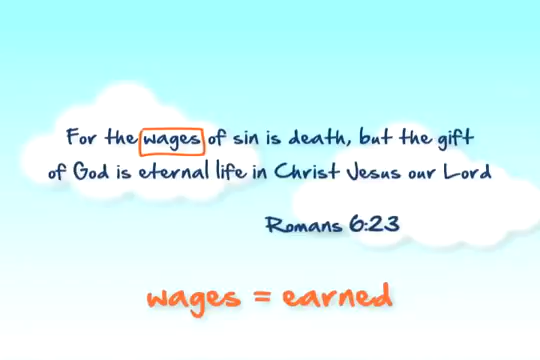 For the wages of sin is death, but the gift
of God is eternal life in Christ Jesus our Lord
Romans 6:23
wages = earned